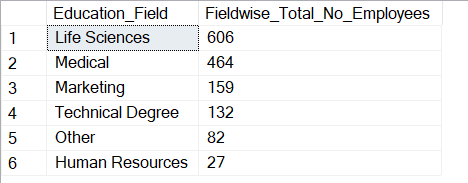 Education_Field Fieldwise_Total_No_Employees
1 Life Sciences 606
2 Medical 464
3 Marketing 159
4 Technical Degree 132
5 Other 82
6 Human Resources 27